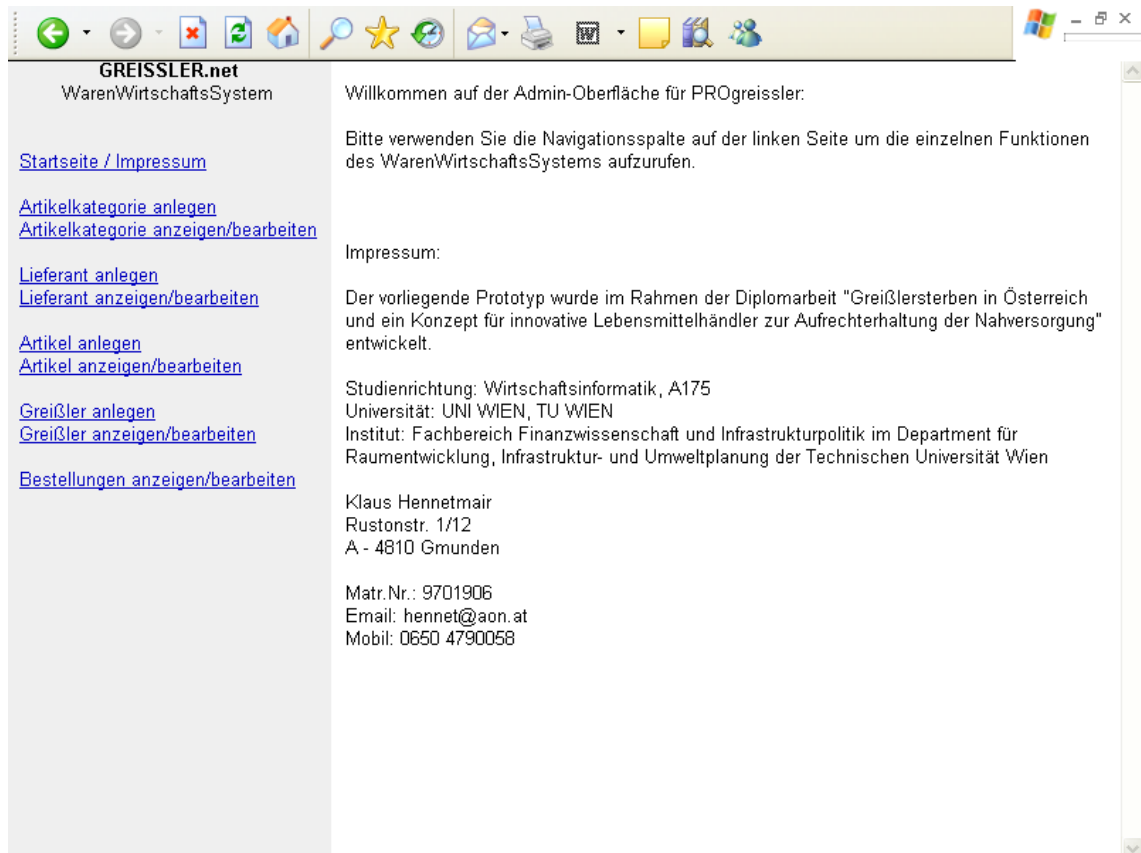 GREISSLER.net
WarenWirtschaftsSystem
Startseite / Impressum
Artikelkategorie anlegen
Artikelkategorie anzeigen/bearbeiten
Lieferant anlegen
Lieferant anzeigen/bearbeiten
Artikel anlegen
Artikel anzeigen/bearbeiten
Greißler anlegen
Greißler anzeigen/bearbeiten
Bestellungen anzeigen/bearbeiten
Willkommen auf der Admin-Oberfläche für PROgreissler:
Bitte verwenden Sie die Navigationsspalte auf der linken Seite um die einzelnen Funktionen
des WarenWirtschaftsSystems aufzurufen.
Impressum:
Der vorliegende Prototyp wurde im Rahmen der Diplomarbeit "Greißlersterben in Österreich
und ein Konzept für innovative Lebensmittelhändler zur Aufrechterhaltung der Nahversorgung"
entwickelt.
Studienrichtung: Wirtschaftsinformatik, A175
Universität: UNI WIEN, TU WIEN
Institut: Fachbereich Finanzwissenschaft und Infrastrukturpolitik im Department für
Raumentwicklung, Infrastruktur- und Umweltplanung der Technischen Universität Wien
Klaus Hennetmair
Rustonstr. 1/12
A - 4810 Gmunden
Matr.Nr.: 9701906
Email: hennet@aon.at
Mobil: 0650 4790058